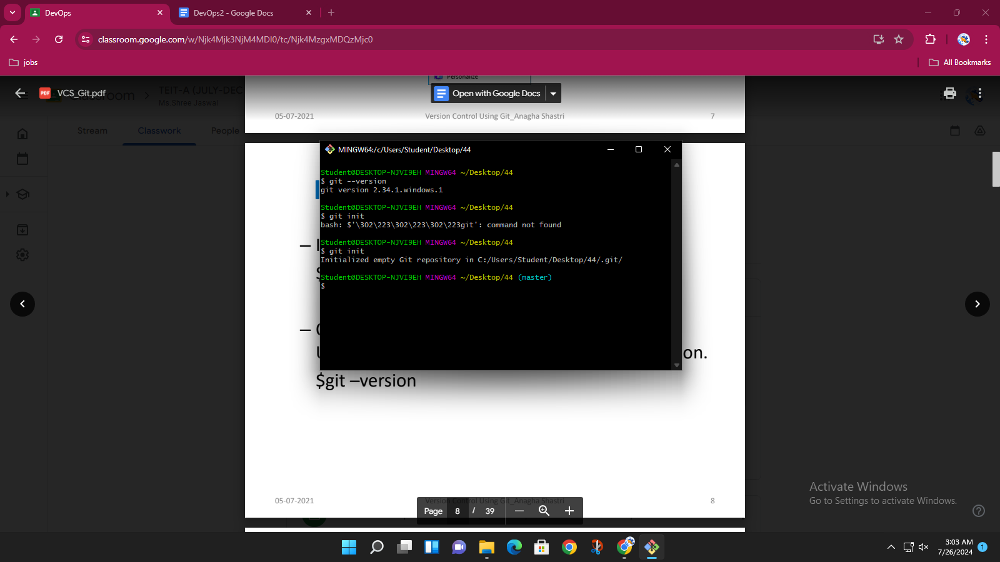 DevOps
DevOps2 - Google Docs
classroom.google.com/w/Njk4Mjk3NjM4MDI0/tc/Njk4MzgxMDQzMjc0
jobs
All Bookmarks
Personalize
PDF
VCS_Git.pdf
Classroom
TEIT-A (JULY-DEC
Ms.Shree Jaswal
Open with Google Docs
05-07-2021
Version Control Using Git_Anagha Shastri
7
Stream
Classwork
People
MINGW64:/c/Users/Student/Desktop/44
Student@DESKTOP-NJVI9EH MINGW64 ~/Desktop/44
$ git --version
git version 2.34.1.windows.1
Student@DESKTOP-NJVI9EH MINGW64 ~/Desktop/44
$ git init
bash: $'\302\223\302\223\302\223git': command not found
Student@DESKTOP-NJVI9EH MINGW64 ~/Desktop/44
$ git init
Initialized empty Git repository in C:/Users/Student/Desktop/44/.git/
Student@DESKTOP-NJVI9EH MINGW64 ~/Desktop/44 (master)
$
on.
$git –version
05-07-2021
Version Control Using Git_Anagha Shastri
8
Page 8 / 39
Activate Windows
Go to Settings to activate Windows.
3:03 AM
7/26/2024
1